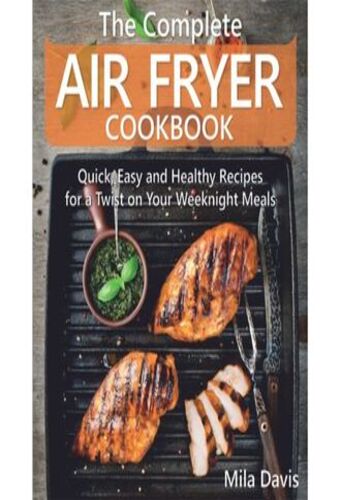 The Complete
AIR FRYER
COOKBOOK
Quick, Easy and Healthy Recipes
for a Twist on Your Weeknight Meals
Mila Davis